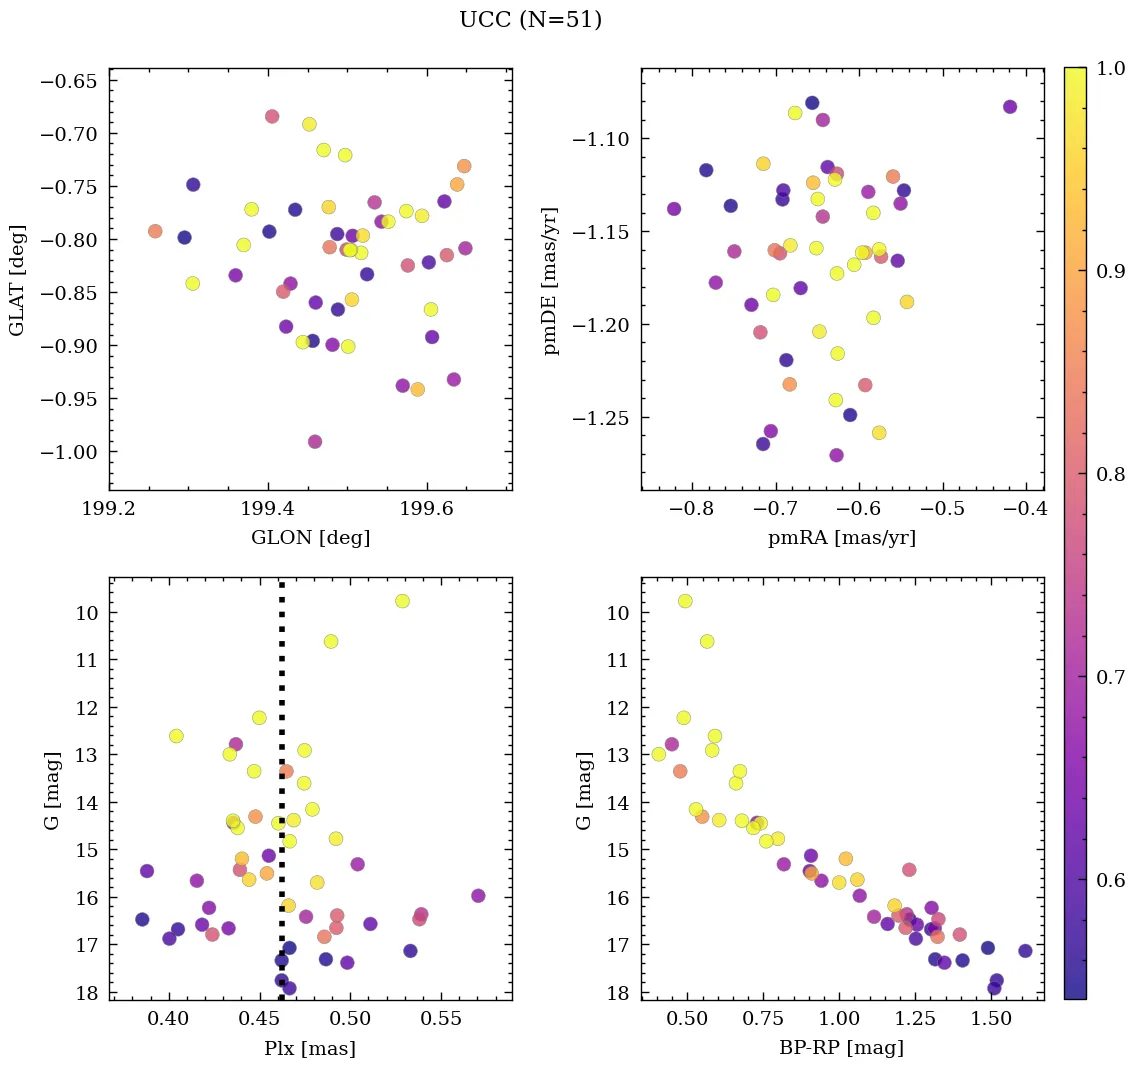 UCC (N=51)
−0.65
−0.70
−0.75
−0.80
−0.85
−0.90
−0.95
−1.00
GLAT [deg]
199.2 199.4 199.6
GLON [deg]
−1.10
−1.15
−1.20
−1.25
pmDE [mas/yr]
−0.8 −0.7 −0.6 −0.5 −0.4
pmRA [mas/yr]
10
11
12
13
14
15
16
17
18
G [mag]
0.40 0.45 0.50 0.55
Plx [mas]
10
11
12
13
14
15
16
17
18
G [mag]
0.50 0.75 1.00 1.25 1.50
BP-RP [mag]
1.0
0.9
0.8
0.7
0.6